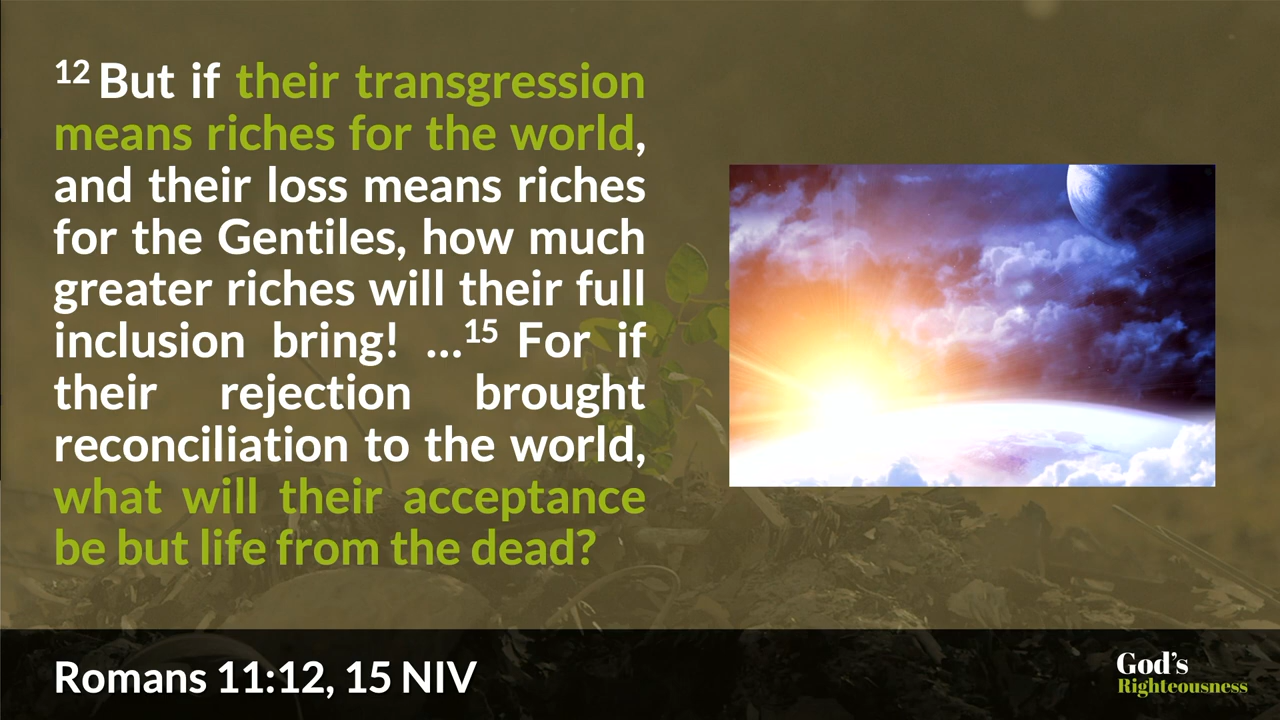 12 But if their transgression
means riches for the world,
and their loss means riches
for the Gentiles, how much
greater riches will their full
inclusion bring! ...15 For if
their rejection brought
reconciliation to the world,
what will their acceptance
be but life from the dead?
Romans 11:12, 15 NIV
God's
Righteousness